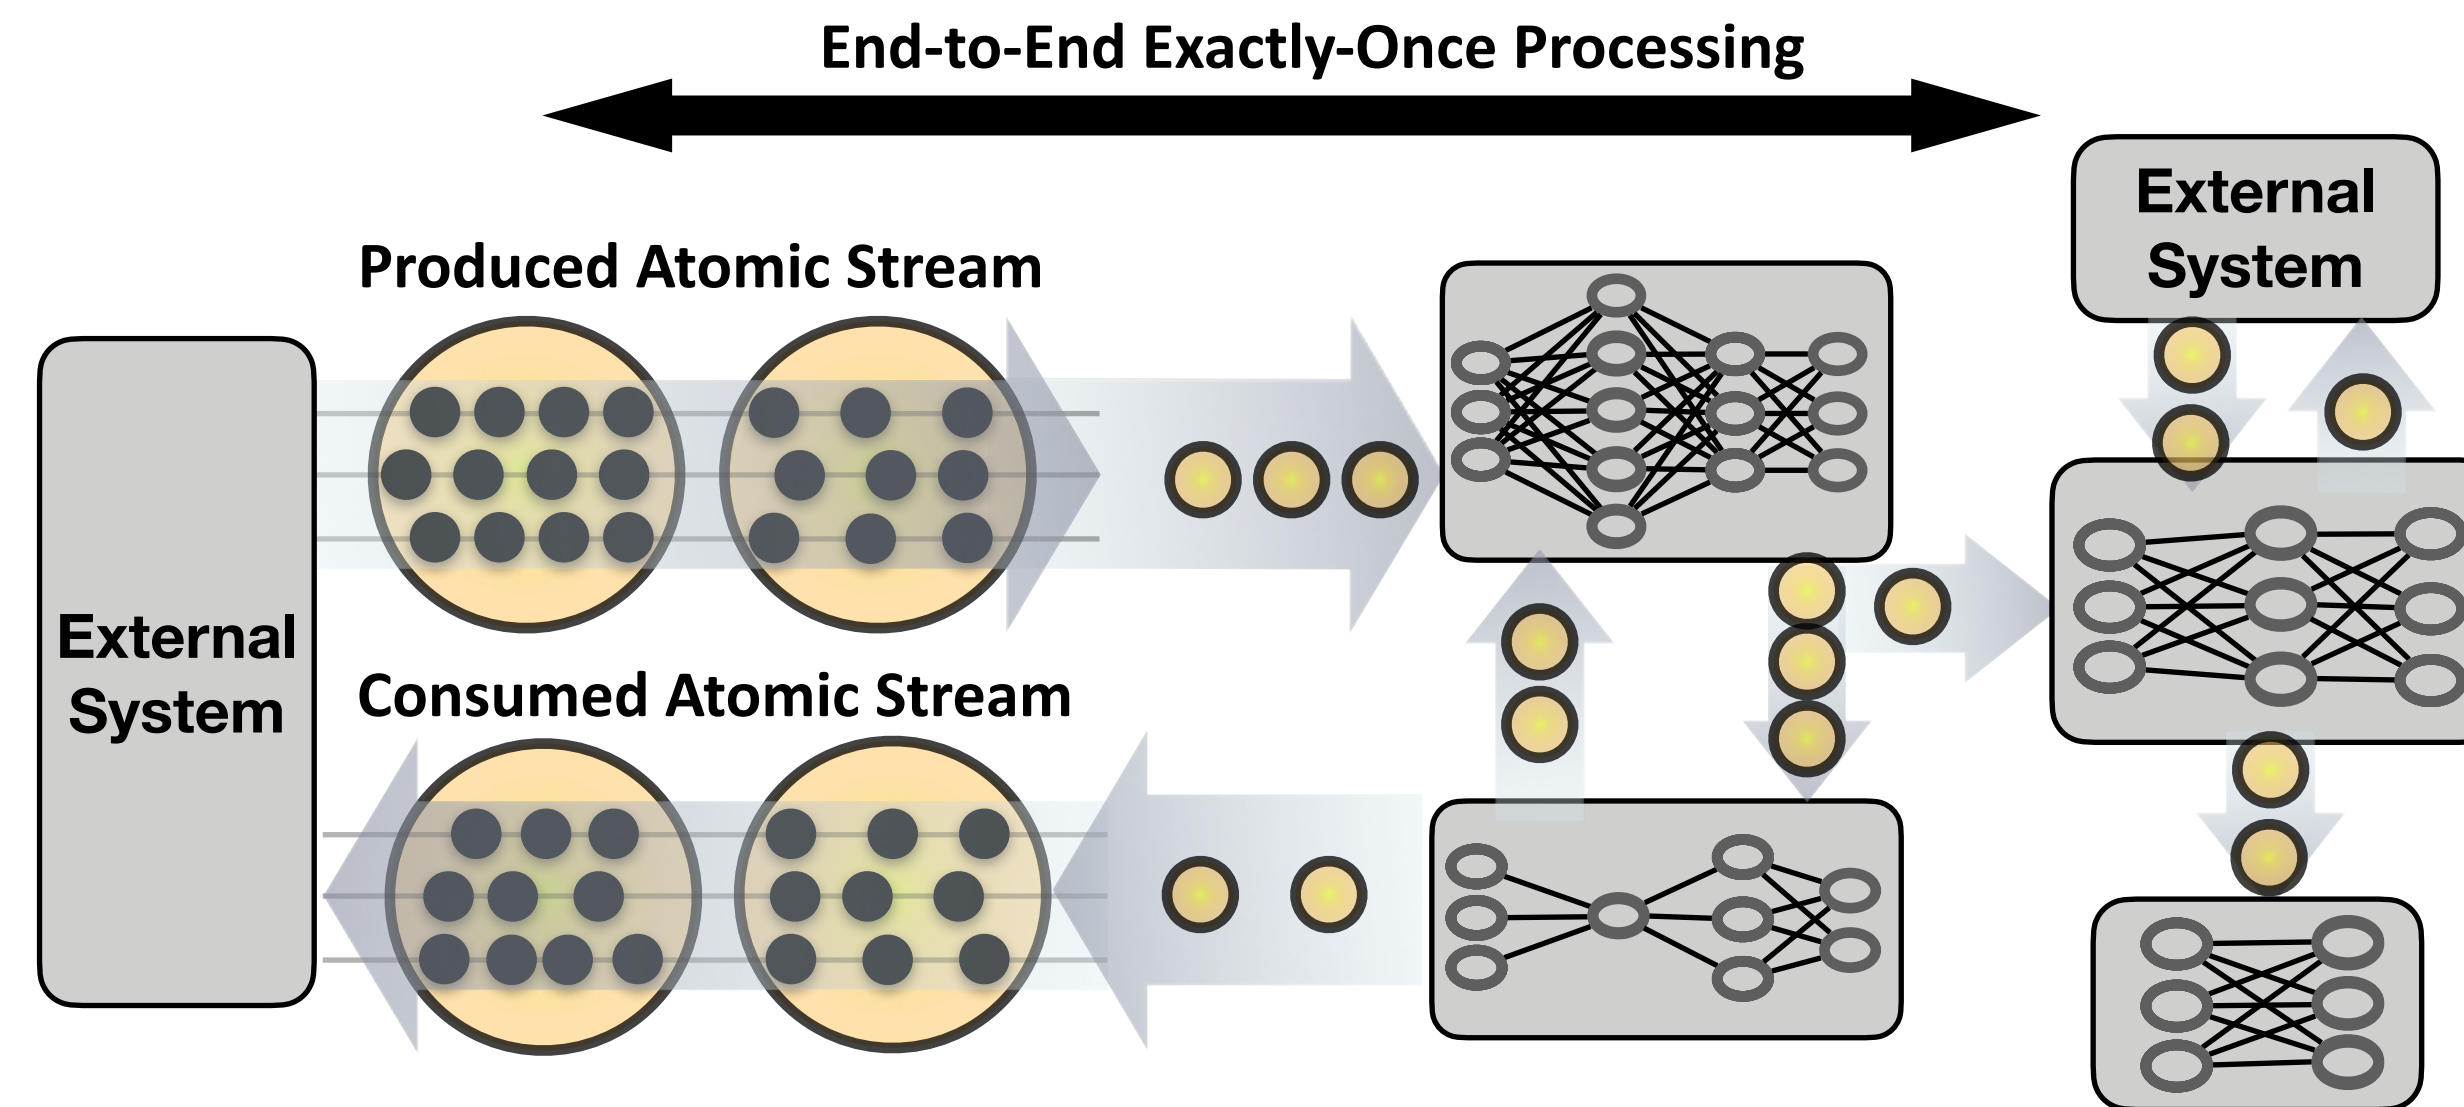 End-to-End Exactly-Once Processing
External
System
Produced Atomic Stream
External
System
Consumed Atomic Stream